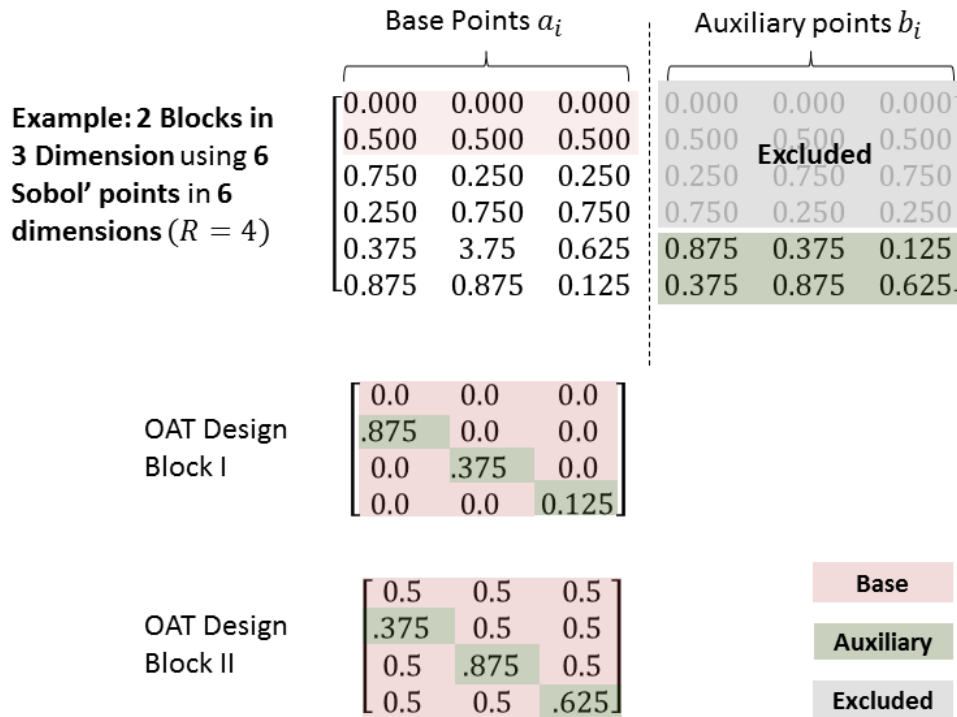 Base Points aᵢ Auxiliary points bᵢ
Example: 2 Blocks in
3 Dimension using 6
Sobol' points in 6
dimensions (R = 4)
0.000 0.000 0.000 0.000 0.000 0.000
0.500 0.500 0.500 0.500 0.500 0.500
Excluded
0.750 0.250 0.250 0.250 0.750 0.750
0.250 0.750 0.750 0.750 0.250 0.250
0.375 3.75 0.625 0.875 0.375 0.125
0.875 0.875 0.125 0.375 0.875 0.625
OAT Design
Block I
0.0 0.0 0.0
.875 0.0 0.0
0.0 .375 0.0
0.0 0.0 0.125
OAT Design
Block II
0.5 0.5 0.5
.375 0.5 0.5
0.5 .875 0.5
0.5 0.5 .625
Base
Auxiliary
Excluded